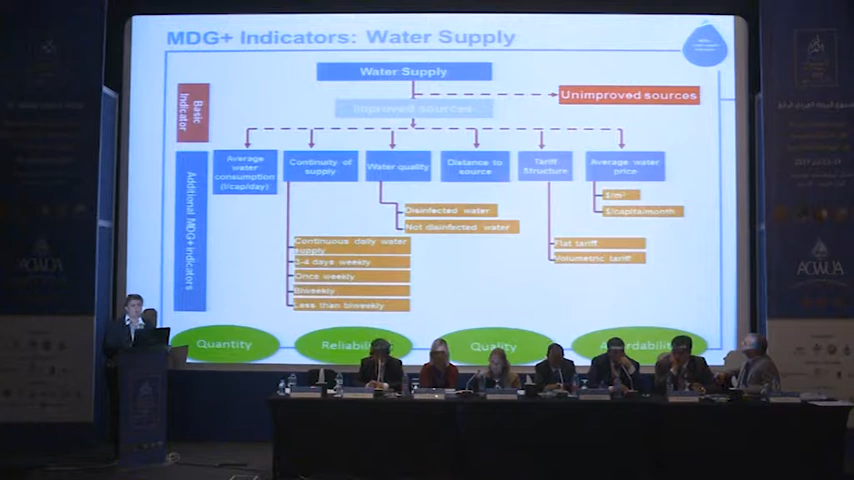 MDG+ Indicators: Water Supply
Water Supply
Basic
Indicator
Improved sources
Unimproved sources
Additional MDG+indicators
Average
water
consumption
(l/cap/day)
Continuity of
supply
Water quality
Distance to
source
Tariff
Structure
Average water
price
$/m³
$/capita/month
Disinfected water
Not disinfected water
Continuous daily water
supply
3-4 days weekly
Once weekly
Biweekly
Less than biweekly
Flat tariff
Volumetric tariff
Quantity
Reliability
Quality
Affordability
ACWUA
ACWUA